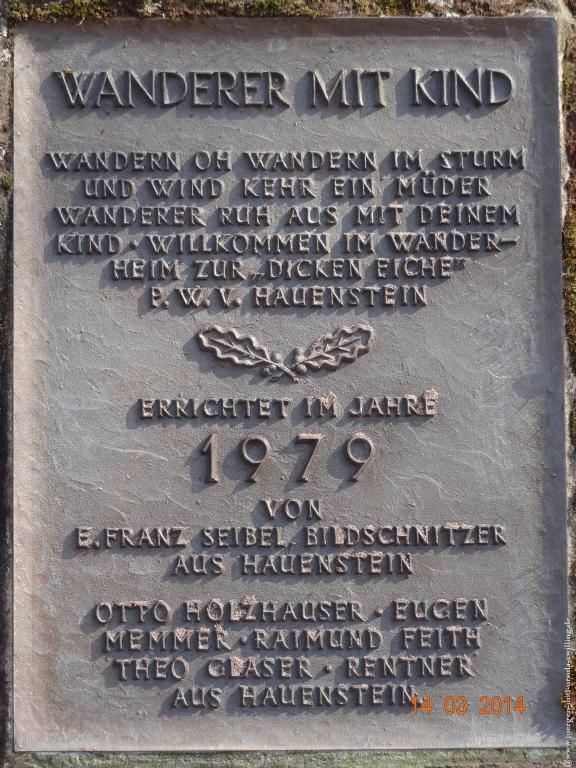 WANDERER MIT KIND
WANDERN OH WANDERN IM STURM
UND WIND KEHR EIN MÜDER
WANDERER RUH AUS MIT DEINEM
KIND · WILLKOMMEN IM WANDER-
HEIM ZUR „DICKEN EICHE"
P.W.V. HAUENSTEIN
ERRICHTET IM JAHRE
1979
VON
E. FRANZ SEIBEL, BILDSCHNITZER
AUS HAUENSTEIN
OTTO HOLZHAUSER · EUGEN
MEMMER · RAIMUND FEITH
THEO GLASER · RENTNER
AUS HAUENSTEIN
14 03 2014